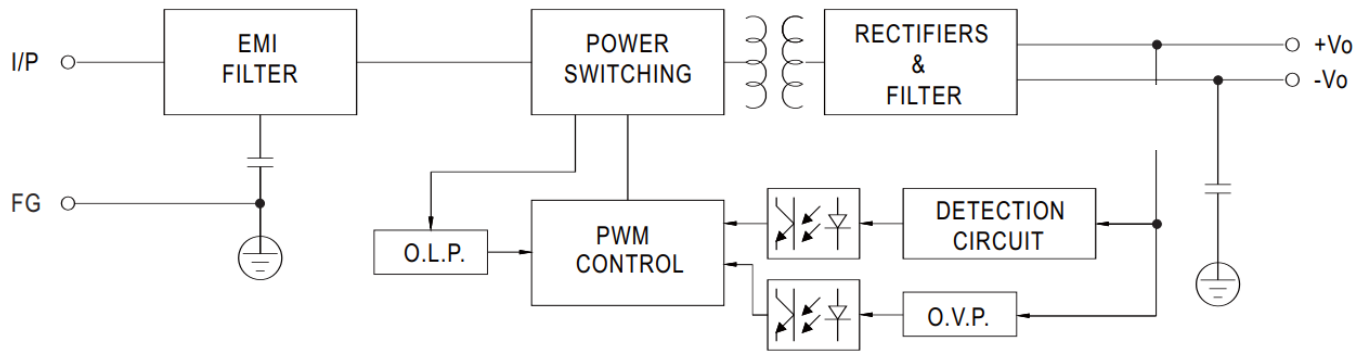 EMI
FILTER
POWER
SWITCHING
RECTIFIERS
&
FILTER
I/P
+Vo
-Vo
FG
O.L.P.
PWM
CONTROL
DETECTION
CIRCUIT
O.V.P.